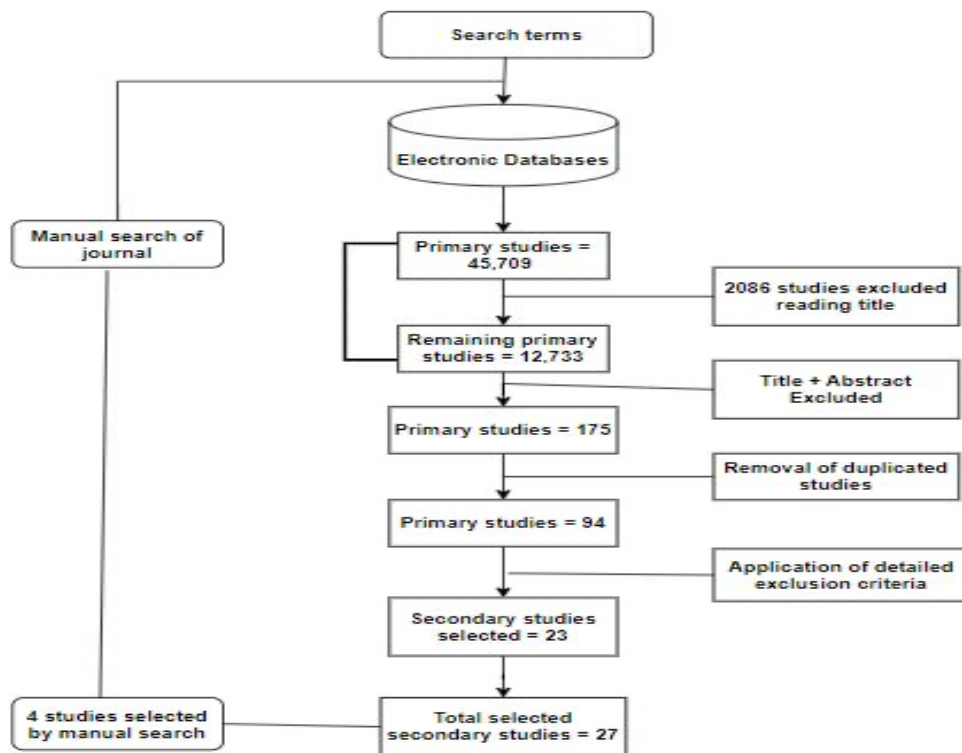 Search terms
Electronic Databases
Manual search of
journal
Primary studies =
45,709
2086 studies excluded
reading title
Remaining primary
studies = 12,733
Title + Abstract
Excluded
Primary studies = 175
Removal of duplicated
studies
Primary studies = 94
Application of detailed
exclusion criteria
Secondary studies
selected = 23
4 studies selected
by manual search
Total selected
secondary studies = 27